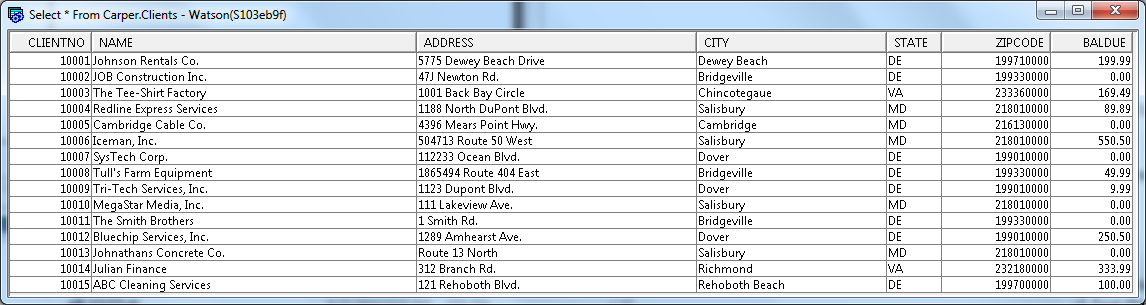 Select * From Carper.Clients - Watson(S103eb9f)
CLIENTNO NAME ADDRESS CITY STATE ZIPCODE BALDUE
10001 Johnson Rentals Co. 5775 Dewey Beach Drive Dewey Beach DE 199710000 199.99
10002 JOB Construction Inc. 47J Newton Rd. Bridgeville DE 199330000 0.00
10003 The Tee-Shirt Factory 1001 Back Bay Circle Chincotegaue VA 233360000 169.49
10004 Redline Express Services 1188 North DuPont Blvd. Salisbury MD 218010000 89.89
10005 Cambridge Cable Co. 4396 Mears Point Hwy. Cambridge MD 216130000 0.00
10006 Iceman, Inc. 504713 Route 50 West Salisbury MD 218010000 550.50
10007 SysTech Corp. 112233 Ocean Blvd. Dover DE 199010000 0.00
10008 Tull's Farm Equipment 1865494 Route 404 East Bridgeville DE 199330000 49.99
10009 Tri-Tech Services, Inc. 1123 Dupont Blvd. Dover DE 199010000 9.99
10010 MegaStar Media, Inc. 111 Lakeview Ave. Salisbury MD 218010000 0.00
10011 The Smith Brothers 1 Smith Rd. Bridgeville DE 199330000 0.00
10012 Bluechip Services, Inc. 1289 Amhearst Ave. Dover DE 199010000 250.50
10013 Johnathans Concrete Co. Route 13 North Salisbury MD 218010000 0.00
10014 Julian Finance 312 Branch Rd. Richmond VA 232180000 333.99
10015 ABC Cleaning Services 121 Rehoboth Blvd. Rehoboth Beach DE 199700000 100.00